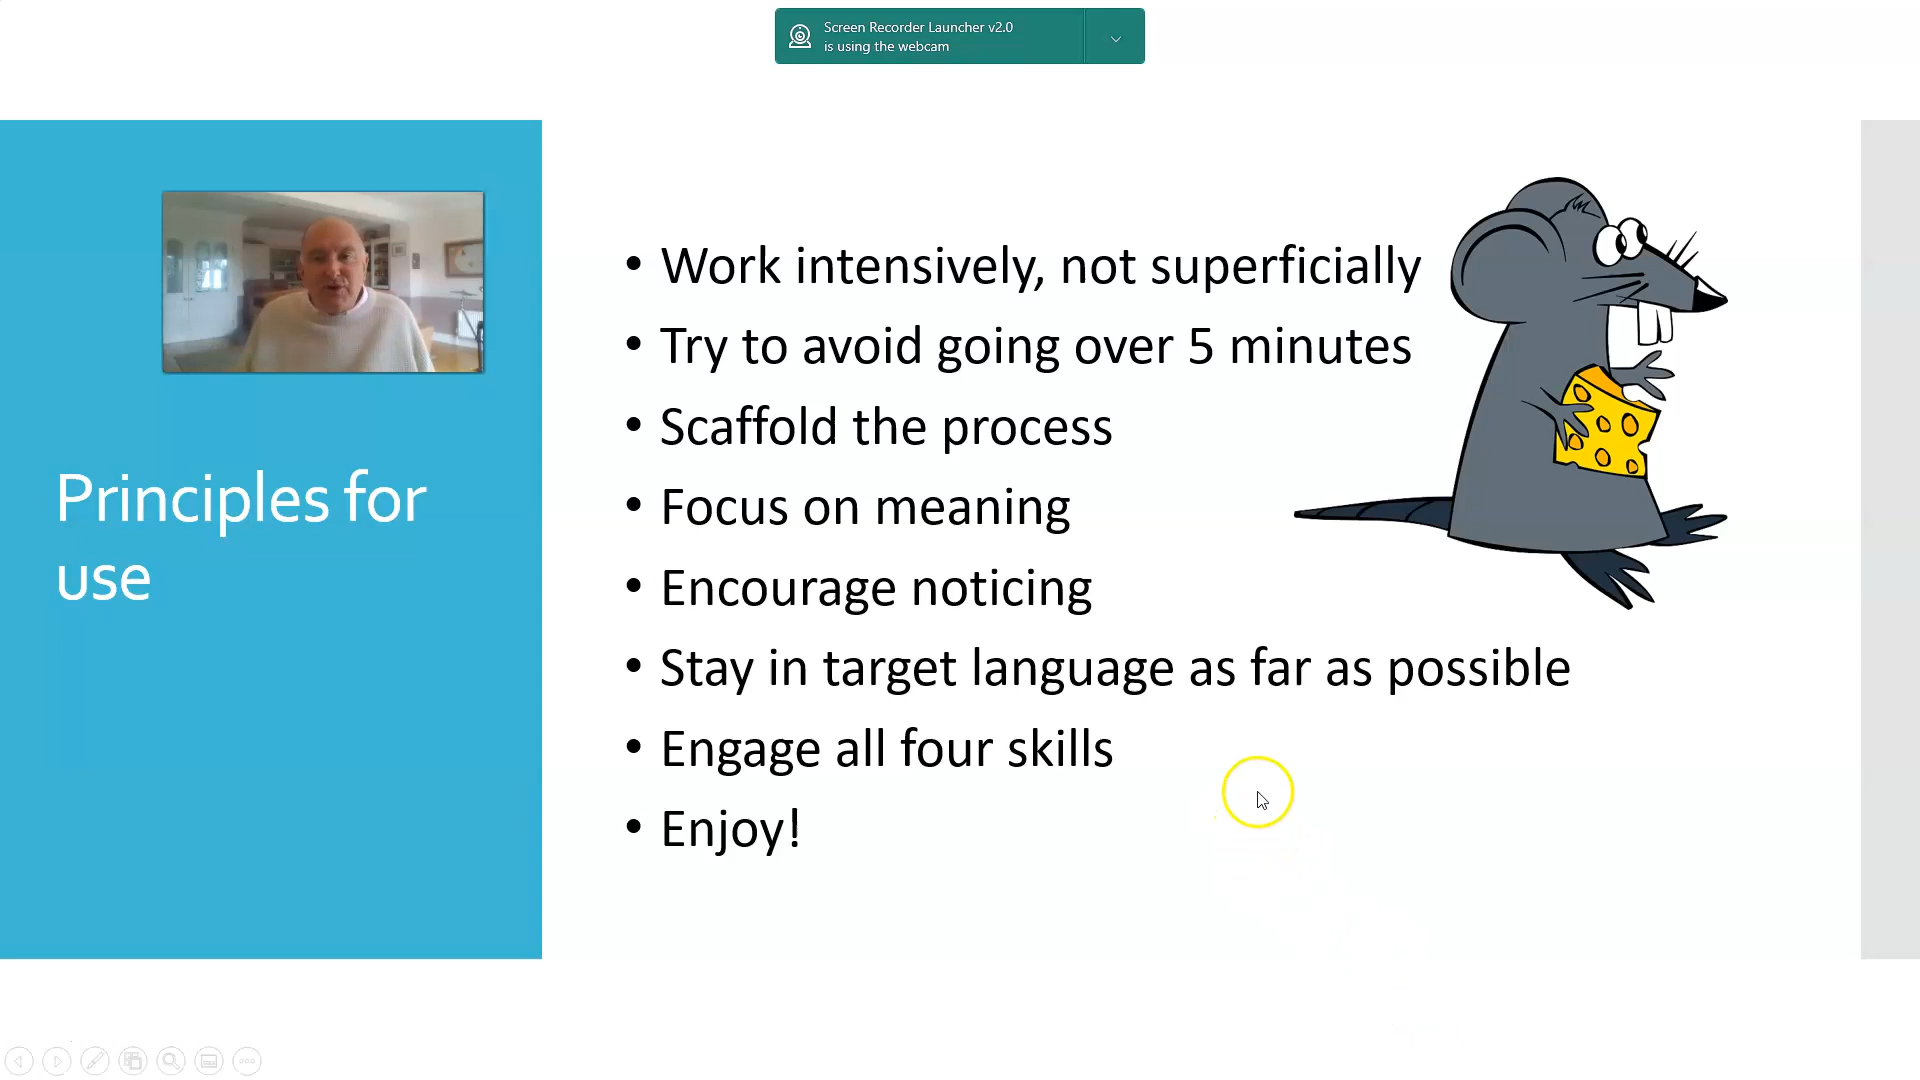 Screen Recorder Launcher v2.0
is using the webcam
Principles for
use
• Work intensively, not superficially
• Try to avoid going over 5 minutes
• Scaffold the process
• Focus on meaning
• Encourage noticing
• Stay in target language as far as possible
• Engage all four skills
• Enjoy!